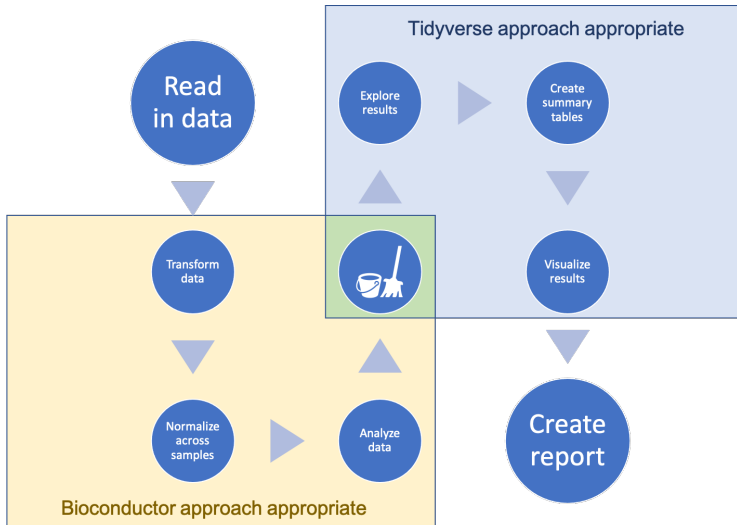 Tidyverse approach appropriate
Read
in data
Explore
results
Create
summary
tables
Transform
data
Visualize
results
Normalize
across
samples
Analyze
data
Create
report
Bioconductor approach appropriate